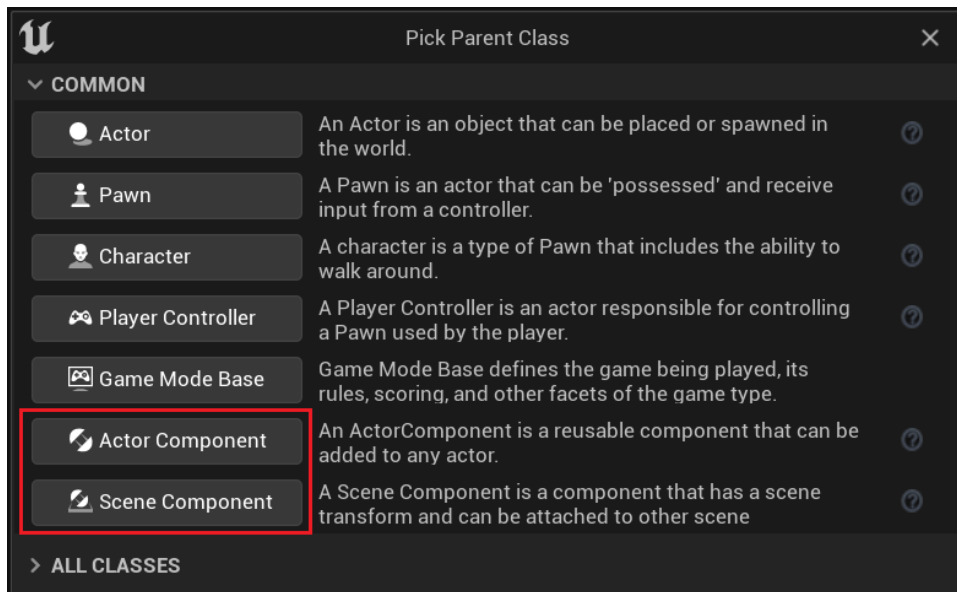 Pick Parent Class
COMMON
Actor
An Actor is an object that can be placed or spawned in
the world.
Pawn
A Pawn is an actor that can be 'possessed' and receive
input from a controller.
Character
A character is a type of Pawn that includes the ability to
walk around.
Player Controller
A Player Controller is an actor responsible for controlling
a Pawn used by the player.
Game Mode Base
Game Mode Base defines the game being played, its
rules, scoring, and other facets of the game type.
Actor Component
An ActorComponent is a reusable component that can be
added to any actor.
Scene Component
A Scene Component is a component that has a scene
transform and can be attached to other scene
ALL CLASSES